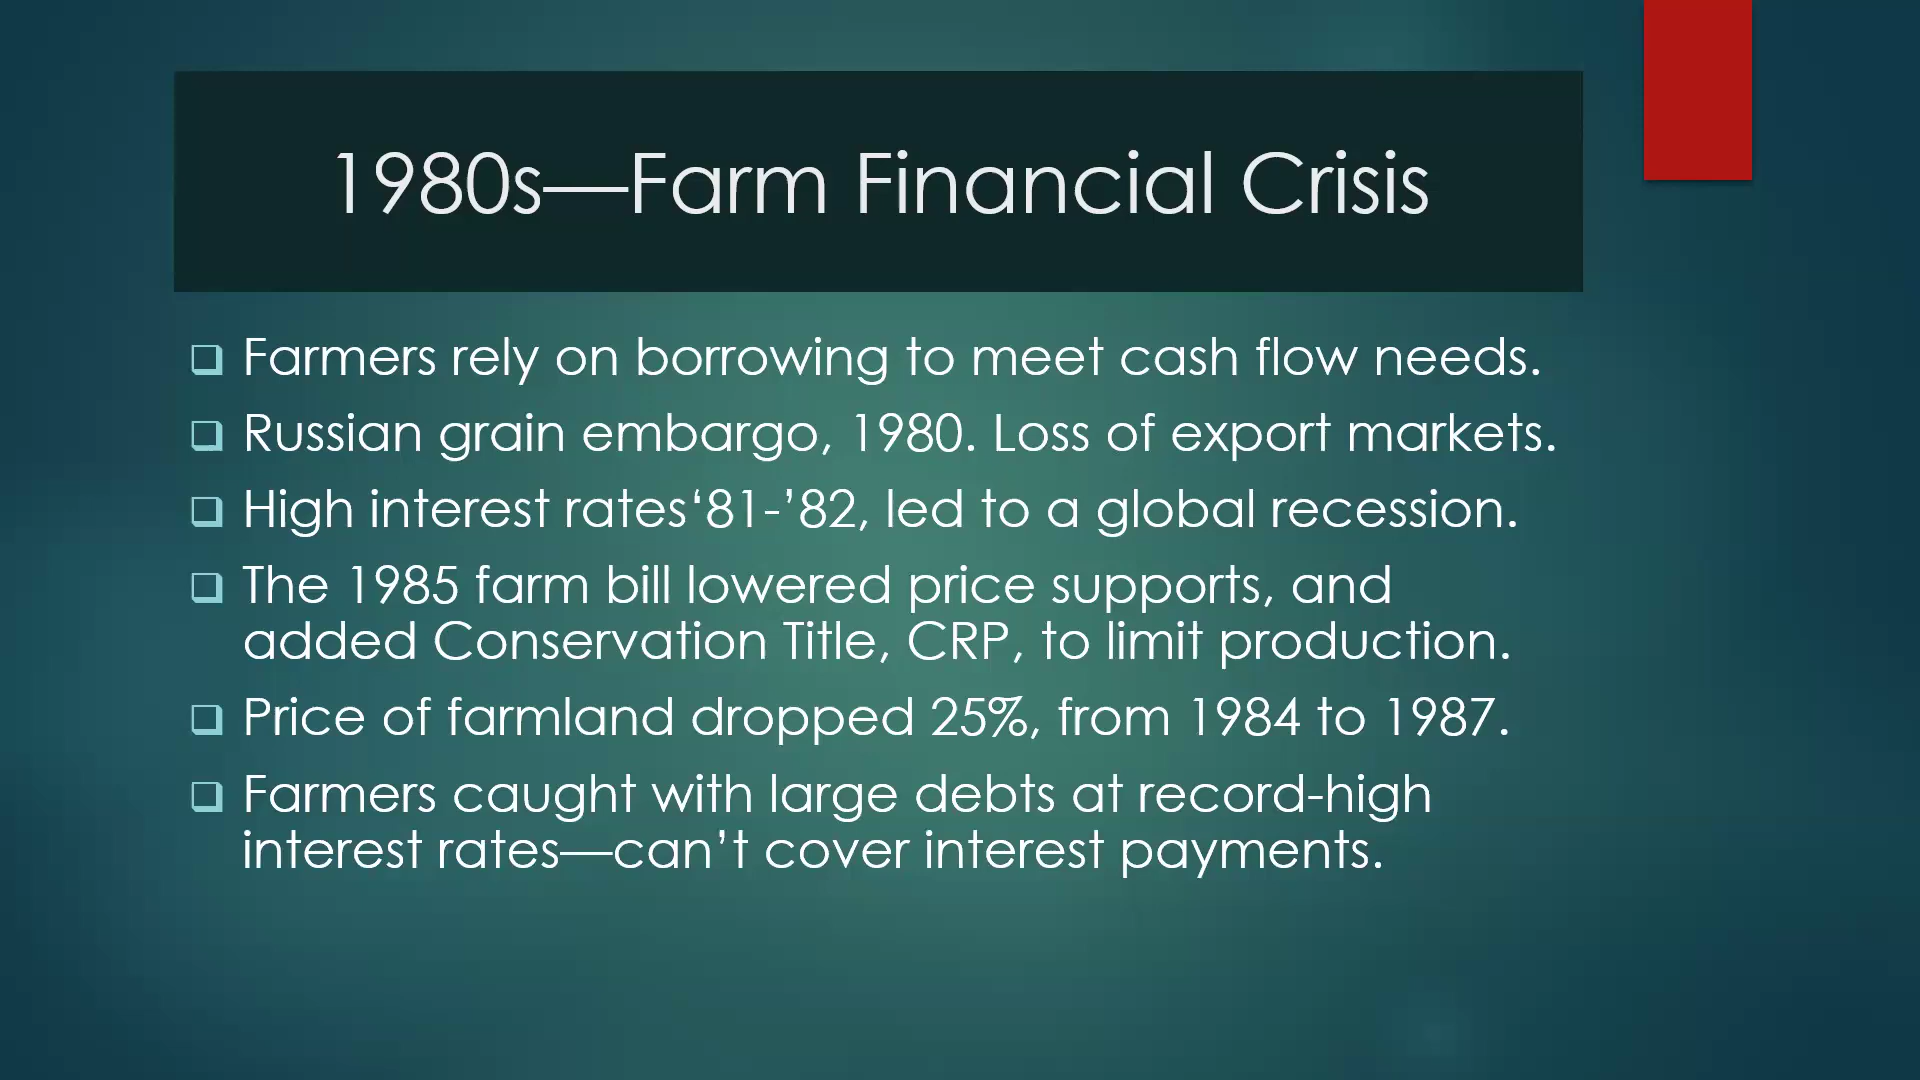 1980s—Farm Financial Crisis
Farmers rely on borrowing to meet cash flow needs.
Russian grain embargo, 1980. Loss of export markets.
High interest rates‘81-’82, led to a global recession.
The 1985 farm bill lowered price supports, and
added Conservation Title, CRP, to limit production.
Price of farmland dropped 25%, from 1984 to 1987.
Farmers caught with large debts at record-high
interest rates—can’t cover interest payments.